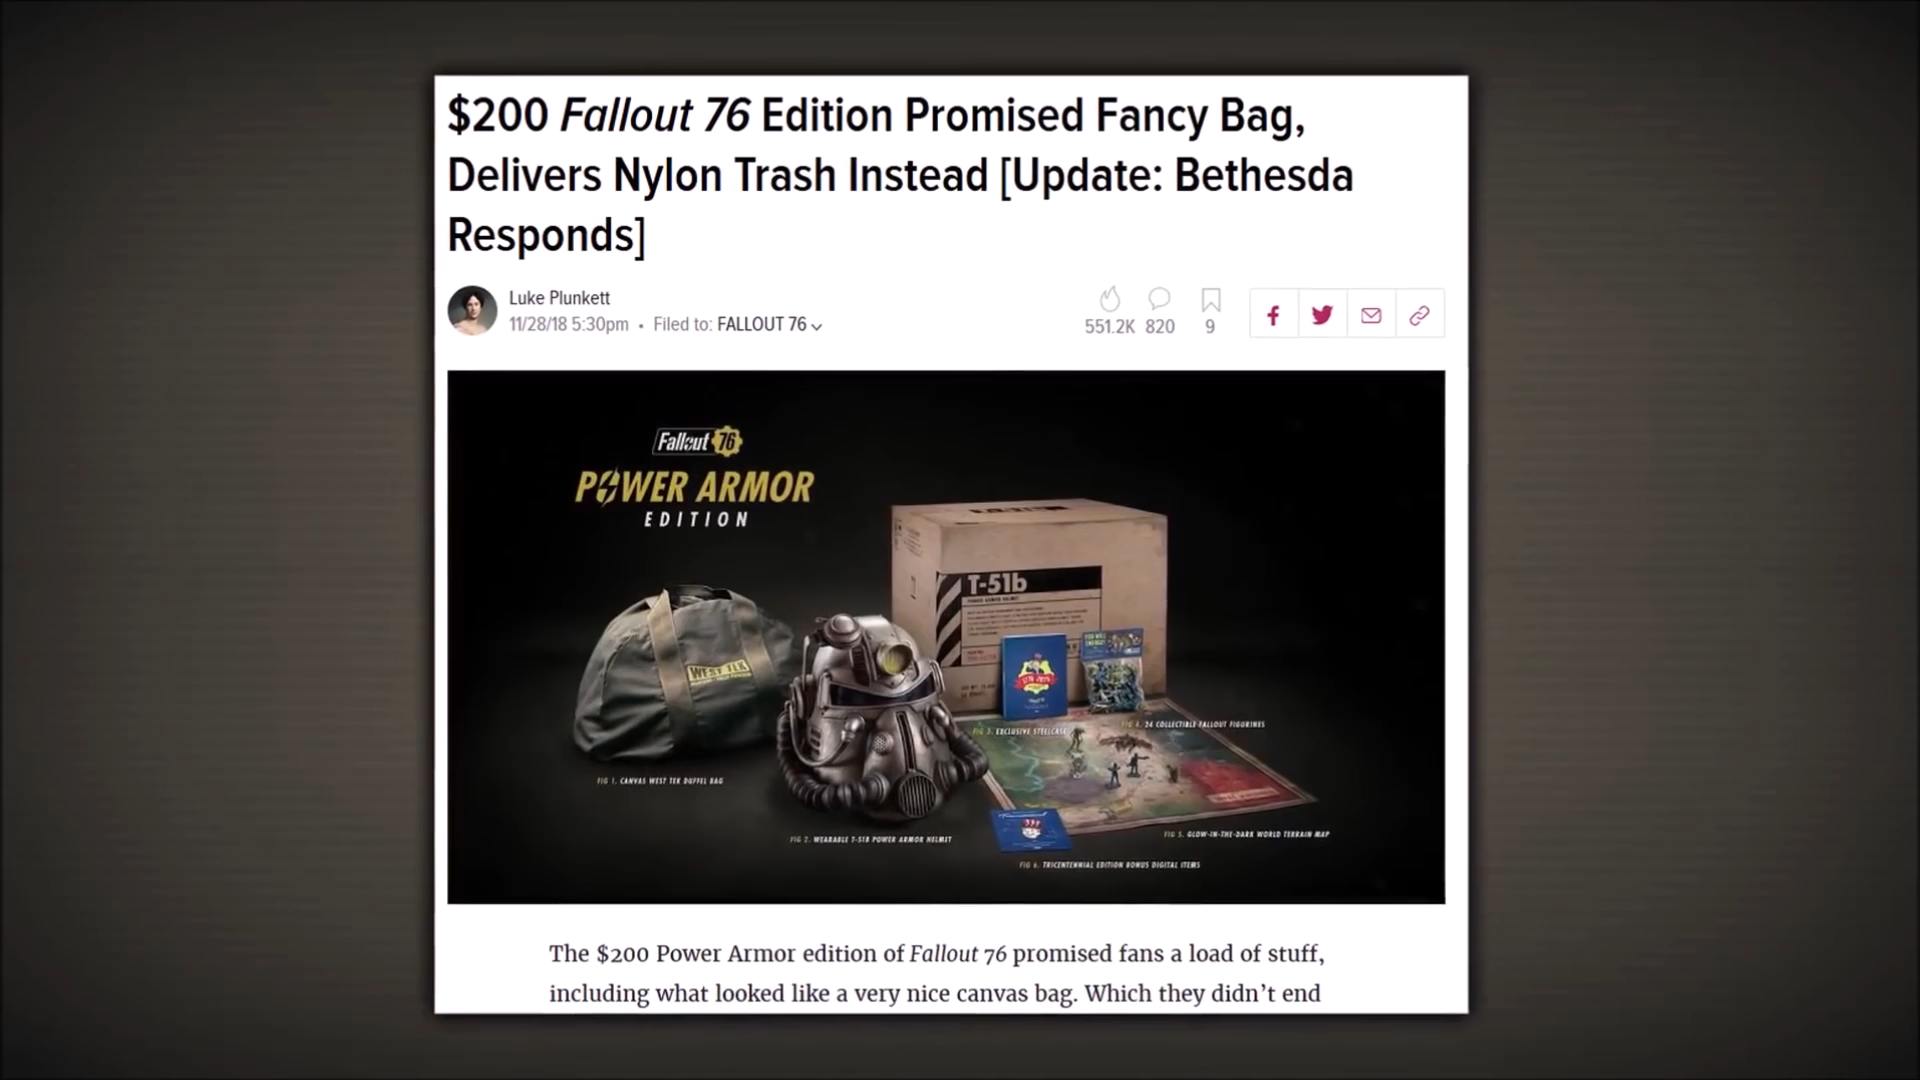 $200 Fallout 76 Edition Promised Fancy Bag,
Delivers Nylon Trash Instead [Update: Bethesda
Responds]
Luke Plunkett
11/28/18 5:30pm • Filed to: FALLOUT 76
551.2K 820 9
Fallout 76
POWER ARMOR
EDITION
T-51b
WEST TEK
FIG 3. EXCLUSIVE STEELCASE
FIG 4. 24 COLLECTIBLE FALLOUT FIGURINES
FIG 1. CANVAS WEST TEK DUFFEL BAG
FIG 2. WEARABLE T-51B POWER ARMOR HELMET
FIG 5. GLOW-IN-THE-DARK WORLD TERRAIN MAP
FIG 6. TRICENTENNIAL EDITION BONUS DIGITAL ITEMS
The $200 Power Armor edition of Fallout 76 promised fans a load of stuff,
including what looked like a very nice canvas bag. Which they didn’t end